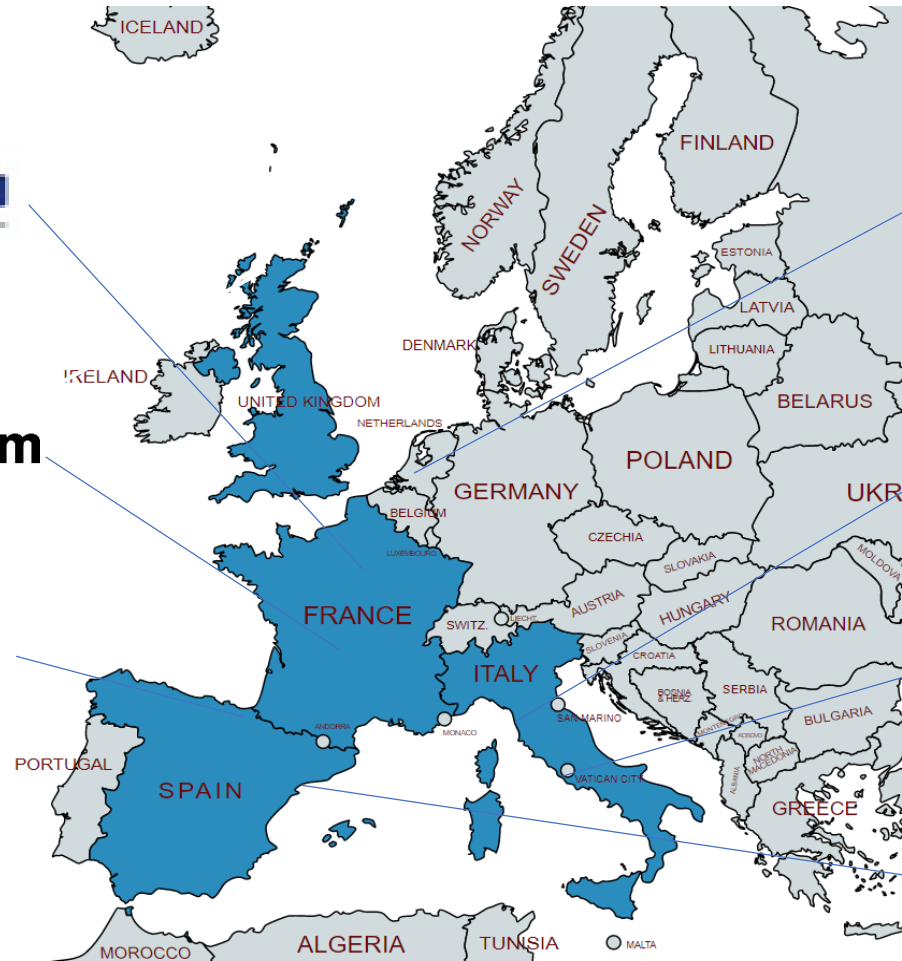 ICELAND
FINLAND
NORWAY
SWEDEN
ESTONIA
LATVIA
DENMARK
LITHUANIA
IRELAND
UNITED KINGDOM
BELARUS
NETHERLANDS
m
POLAND
GERMANY
UKR
BELGIUM
CZECHIA
LUXEMBOURG
SLOVAKIA
MOLDOVA
AUSTRIA
HUNGARY
FRANCE
SWITZ.
LIECHT.
ROMANIA
SLOVENIA
CROATIA
ITALY
BOSNIA
& HERZ.
SERBIA
SAN MARINO
BULGARIA
MONTENEGRO
ANDORRA
MONACO
KOSOVO
NORTH
MACEDONIA
PORTUGAL
VATICAN CITY
ALBANIA
SPAIN
GREECE
MOROCCO
ALGERIA
TUNISIA
MALTA